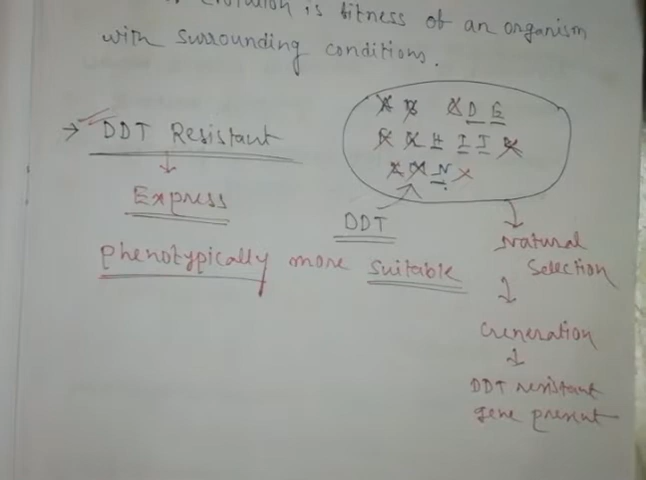 Evolution is fitness of an organism
with surrounding conditions.
→ DDT Resistant
Express
phenotypically more suitable
D E
H I J
N
DDT
Natural
Selection
Generation
DDT resistant
gene present